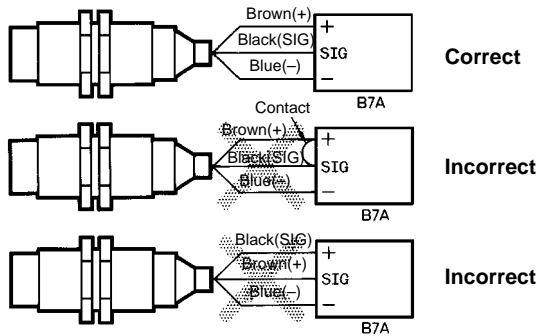 Brown(+)
+
Black(SIG)
SIG
Correct
Blue(–)
–
B7A
Contact
Brown(+)
+
Black(SIG)
SIG
Incorrect
Blue(–)
–
B7A
Black(SIG)
+
Brown(+)
SIG
Incorrect
Blue(–)
–
B7A